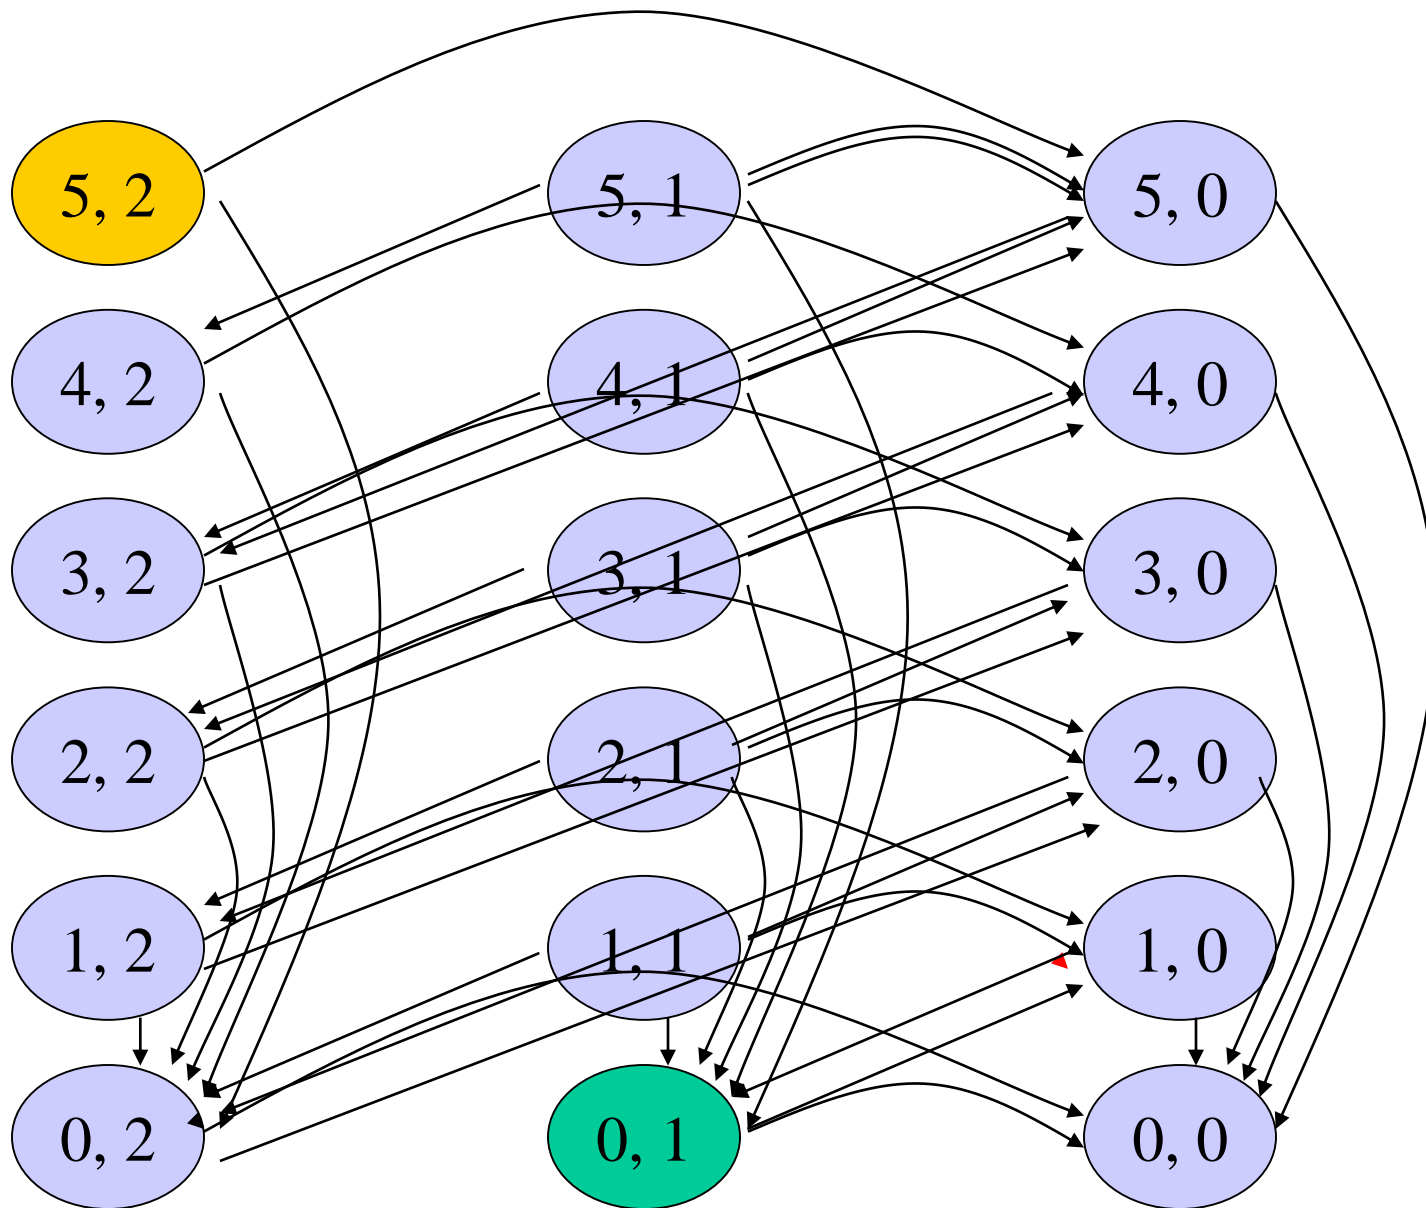 5, 2 5, 1 5, 0
4, 2 4, 1 4, 0
3, 2 3, 1 3, 0
2, 2 2, 1 2, 0
1, 2 1, 1 1, 0
0, 2 0, 1 0, 0